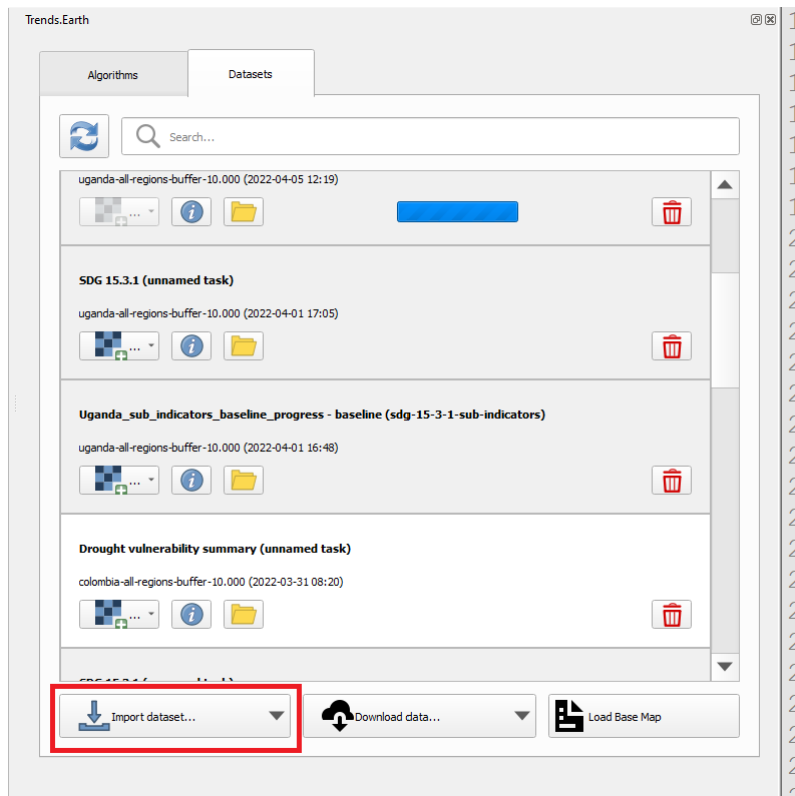 Trends.Earth
Algorithms
Datasets
Search...
uganda-all-regions-buffer-10.000 (2022-04-05 12:19)
...
SDG 15.3.1 (unnamed task)
uganda-all-regions-buffer-10.000 (2022-04-01 17:05)
...
Uganda_sub_indicators_baseline_progress - baseline (sdg-15-3-1-sub-indicators)
uganda-all-regions-buffer-10.000 (2022-04-01 16:48)
...
Drought vulnerability summary (unnamed task)
colombia-all-regions-buffer-10.000 (2022-03-31 08:20)
...
Import dataset...
Download data...
Load Base Map